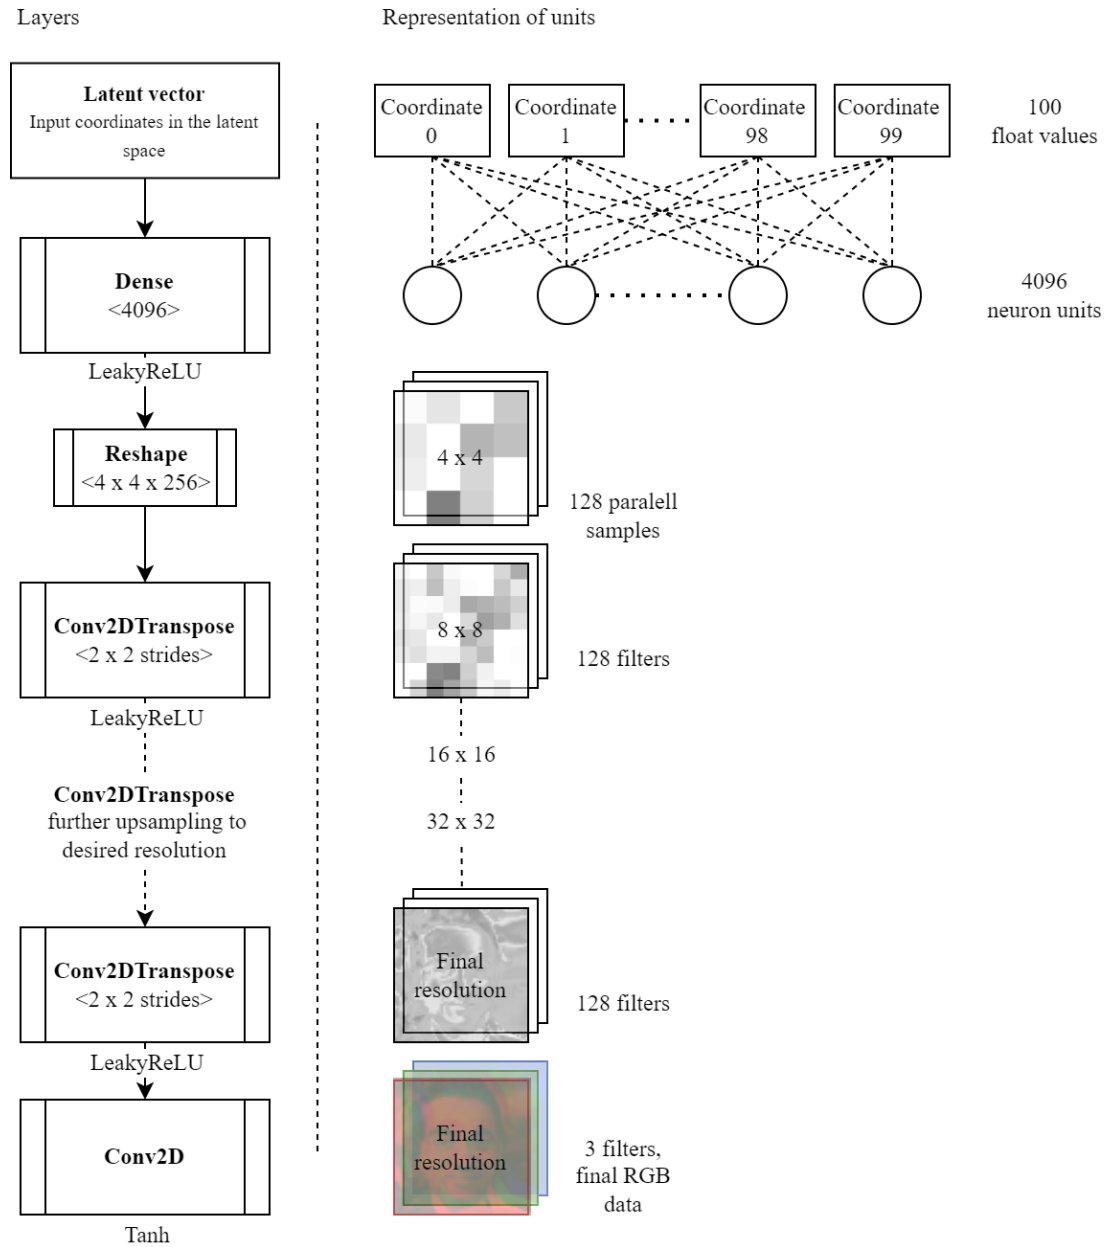 Layers
Representation of units
Latent vector
Input coordinates in the latent
space
Coordinate
0
Coordinate
1
Coordinate
98
Coordinate
99
100
float values
Dense
<4096>
4096
neuron units
LeakyReLU
Reshape
<4 x 4 x 256>
4 x 4
128 paralell
samples
Conv2DTranspose
<2 x 2 strides>
8 x 8
128 filters
LeakyReLU
16 x 16
Conv2DTranspose
further upsampling to
desired resolution
32 x 32
Conv2DTranspose
<2 x 2 strides>
Final
resolution
128 filters
LeakyReLU
Conv2D
Final
resolution
3 filters,
final RGB
data
Tanh